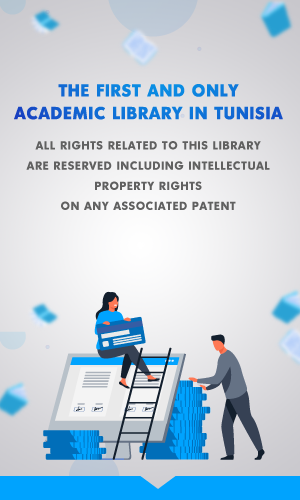 THE FIRST AND ONLY
ACADEMIC LIBRARY IN TUNISIA
ALL RIGHTS RELATED TO THIS LIBRARY
ARE RESERVED INCLUDING INTELLECTUAL
PROPERTY RIGHTS
ON ANY ASSOCIATED PATENT